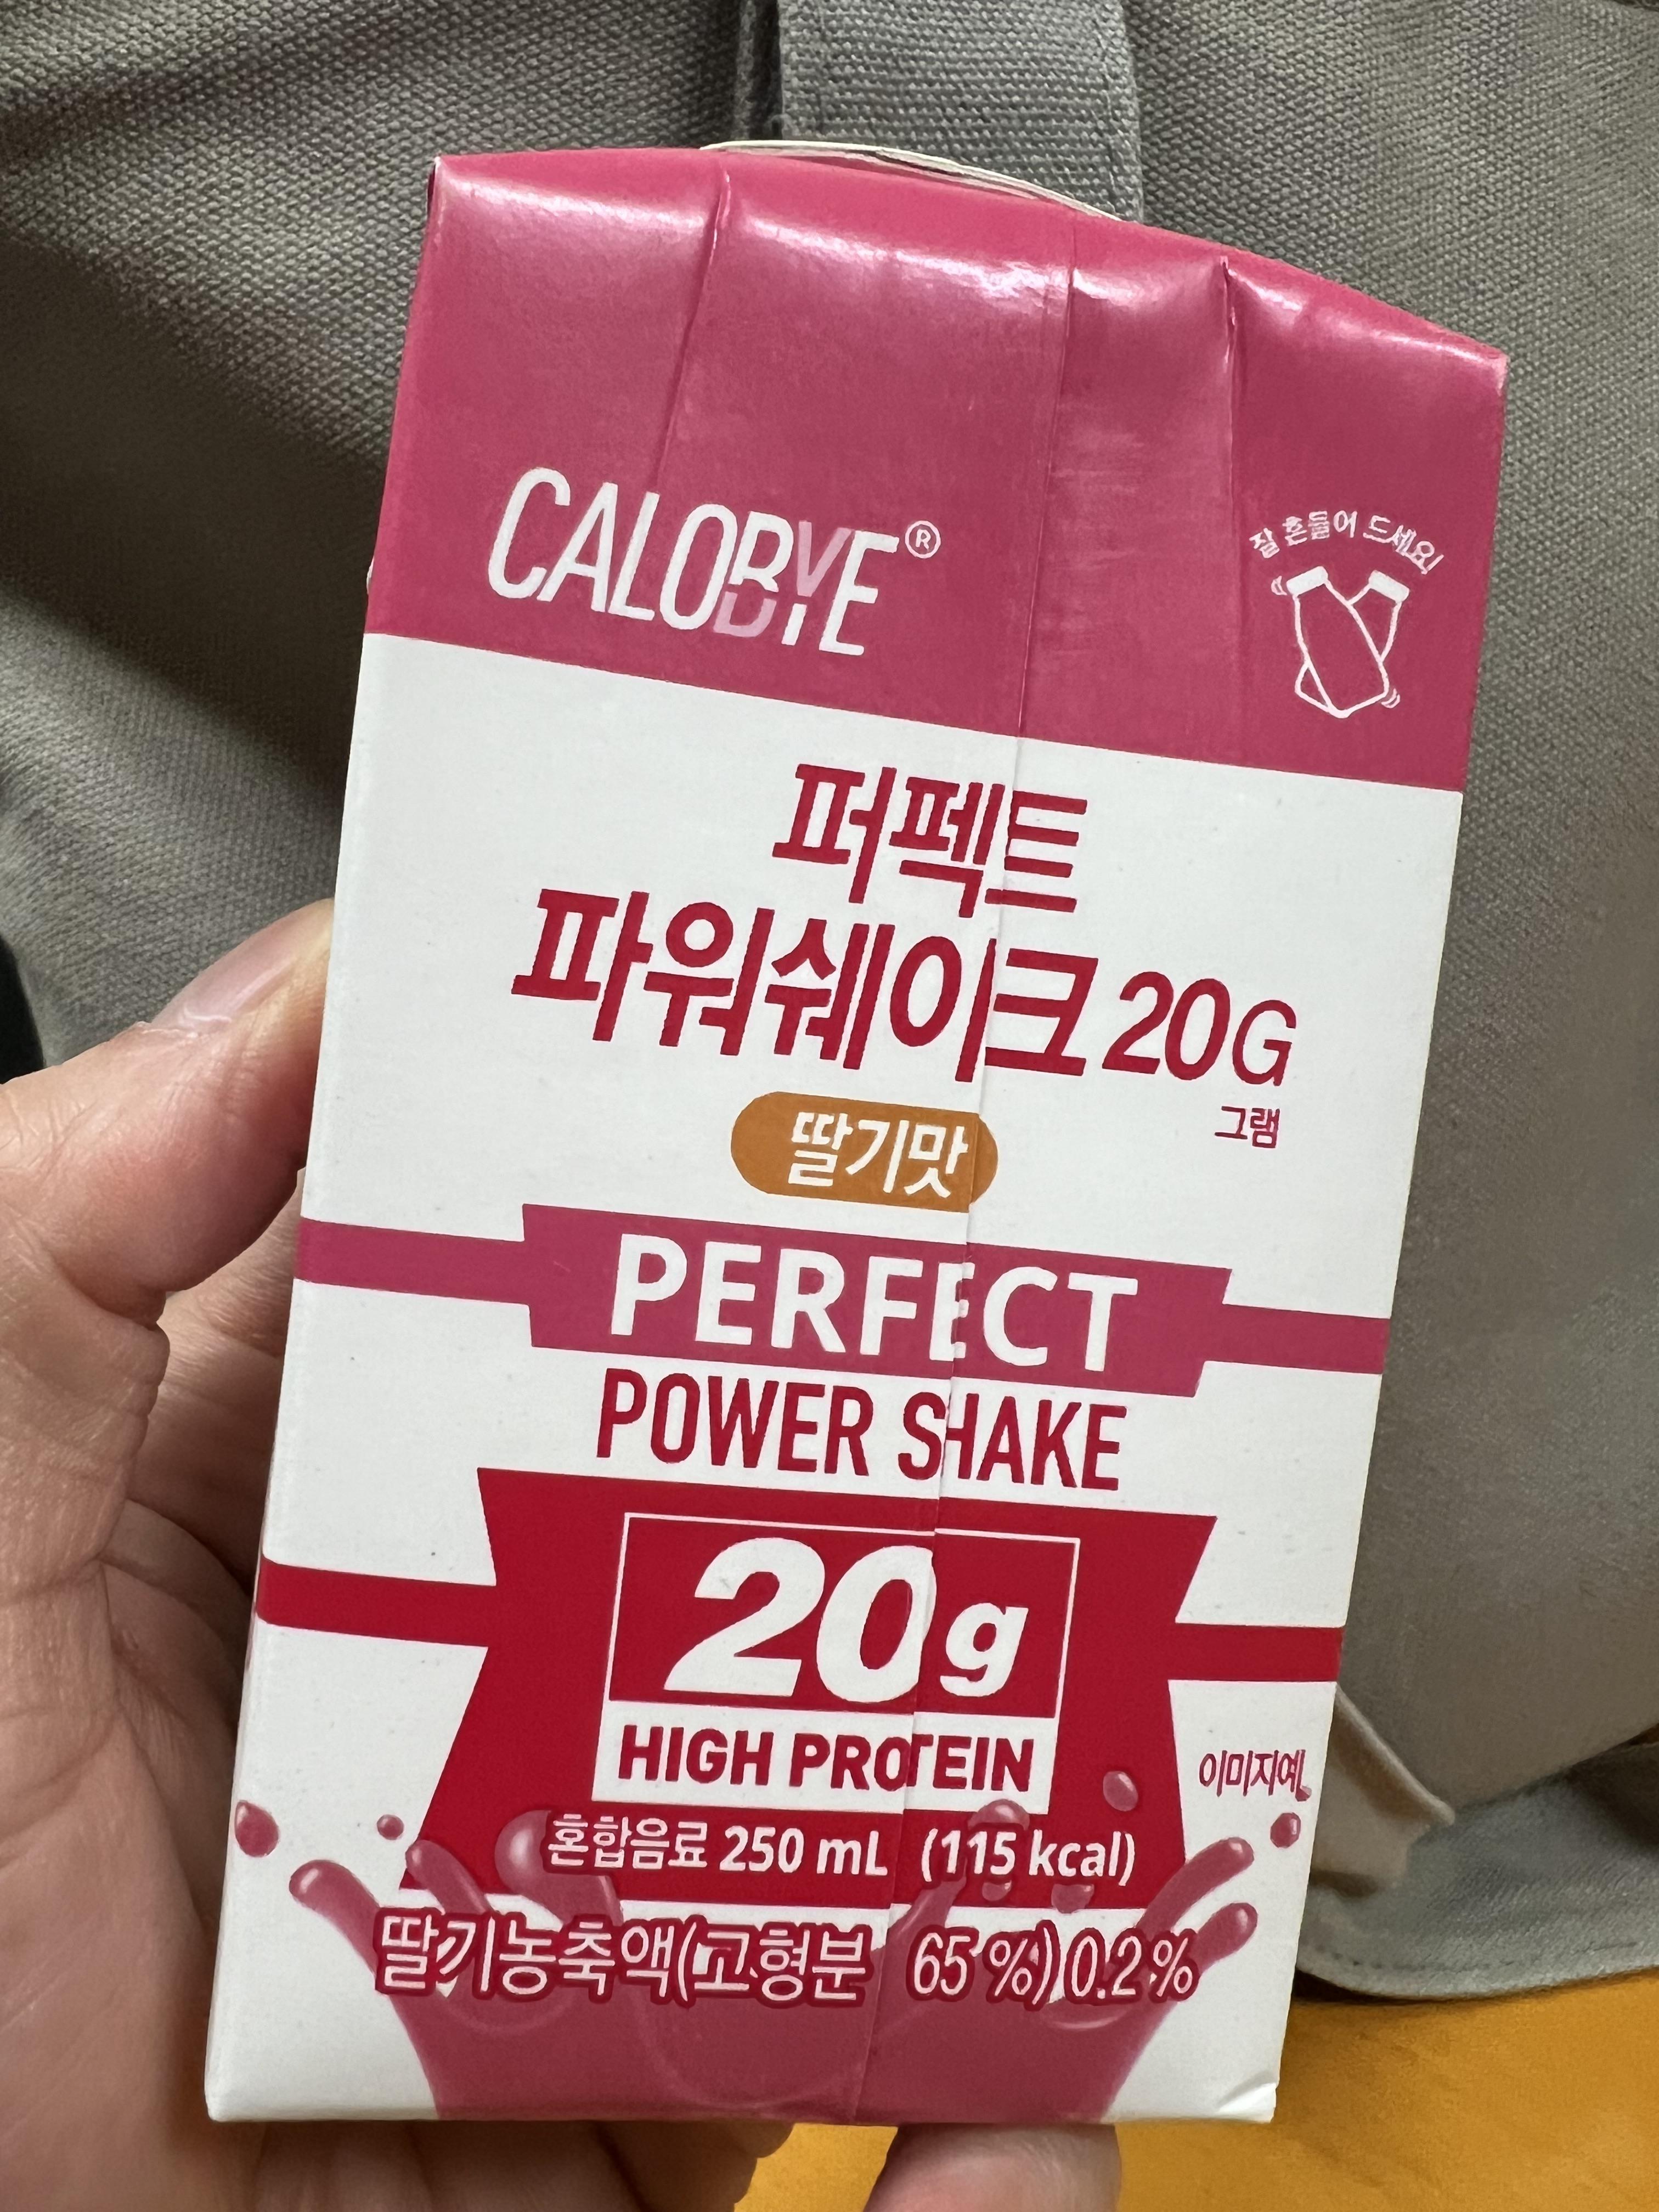 CALOBYE®
잘 흔들어 드세요!
퍼펙트
파워쉐이크 20G
그램
딸기맛
PERFECT
POWER SHAKE
20g
HIGH PROTEIN
이미지예
혼합음료 250 mL (115 kcal)
딸기농축액(고형분 65 %) 0.2 %